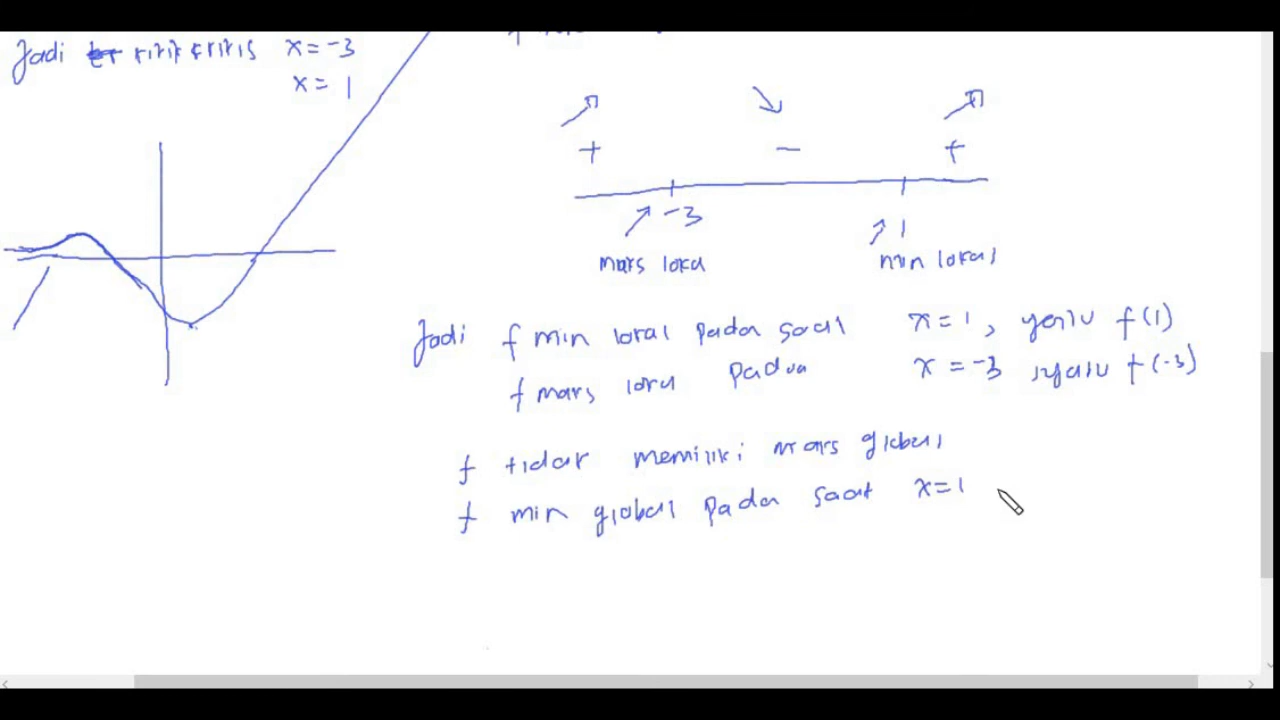 Jadi titik kritis x = -3
x = 1
+ - +
-3 1
maks lokal min lokal
Jadi f min lokal pada saat x = 1, yaitu f(1)
f maks lokal pada x = -3 yaitu f(-3)
f tidak memiliki maks global
f min global pada saat x = 1